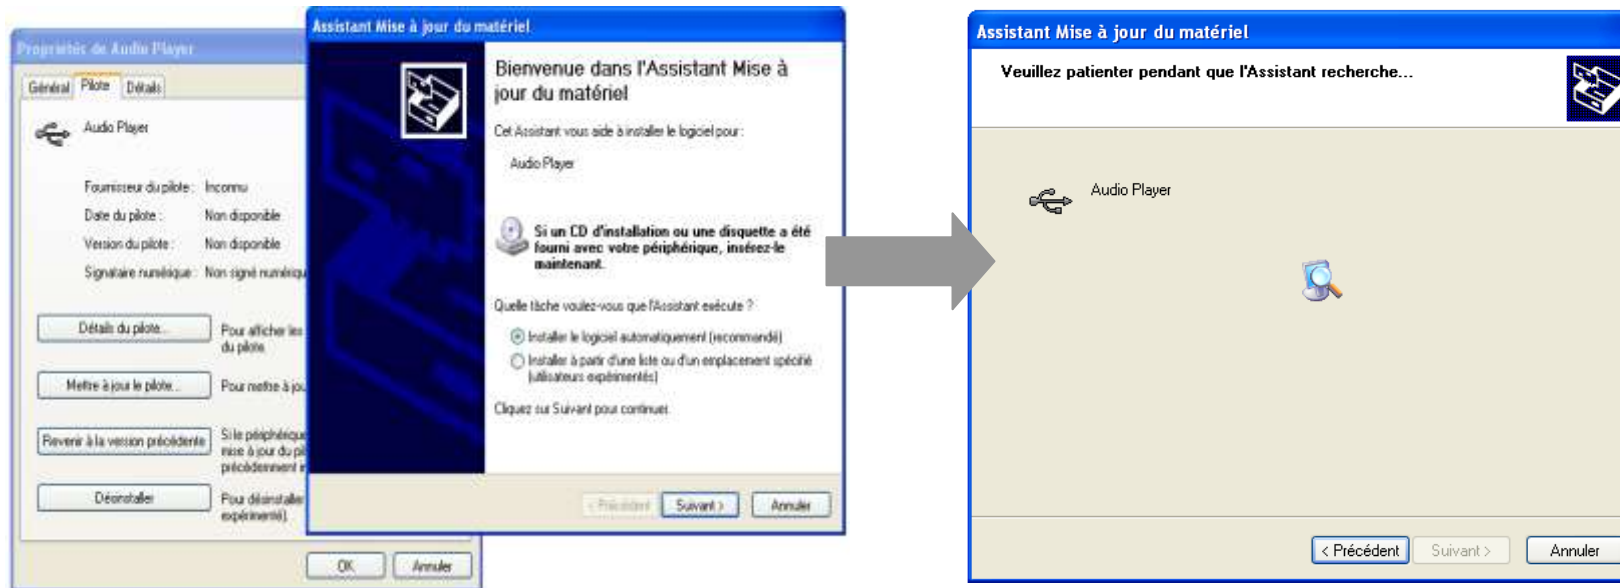 Propriétés de Audio Player
Général Pilote Détails
Audio Player
Fournisseur du pilote : Inconnu
Date du pilote : Non disponible
Version du pilote : Non disponible
Signataire numérique : Non signé numériqu
Détails du pilote... Pour afficher les
du pilote.
Mettre à jour le pilote... Pour mettre à jou
Revenir à la version précédente Si le périphérique
mise à jour du pil
précédemment in
Désinstaller Pour désinstaller
expérimenté).
OK Annuler
Assistant Mise à jour du matériel
Bienvenue dans l'Assistant Mise à
jour du matériel
Cet Assistant vous aide à installer le logiciel pour :
Audio Player
Si un CD d'installation ou une disquette a été
fourni avec votre périphérique, insérez-le
maintenant.
Quelle tâche voulez-vous que l'Assistant exécute ?
Installer le logiciel automatiquement (recommandé)
Installer à partir d'une liste ou d'un emplacement spécifié
(utilisateurs expérimentés)
Cliquez sur Suivant pour continuer.
< Précédent Suivant > Annuler
Assistant Mise à jour du matériel
Veuillez patienter pendant que l'Assistant recherche...
Audio Player
< Précédent Suivant > Annuler